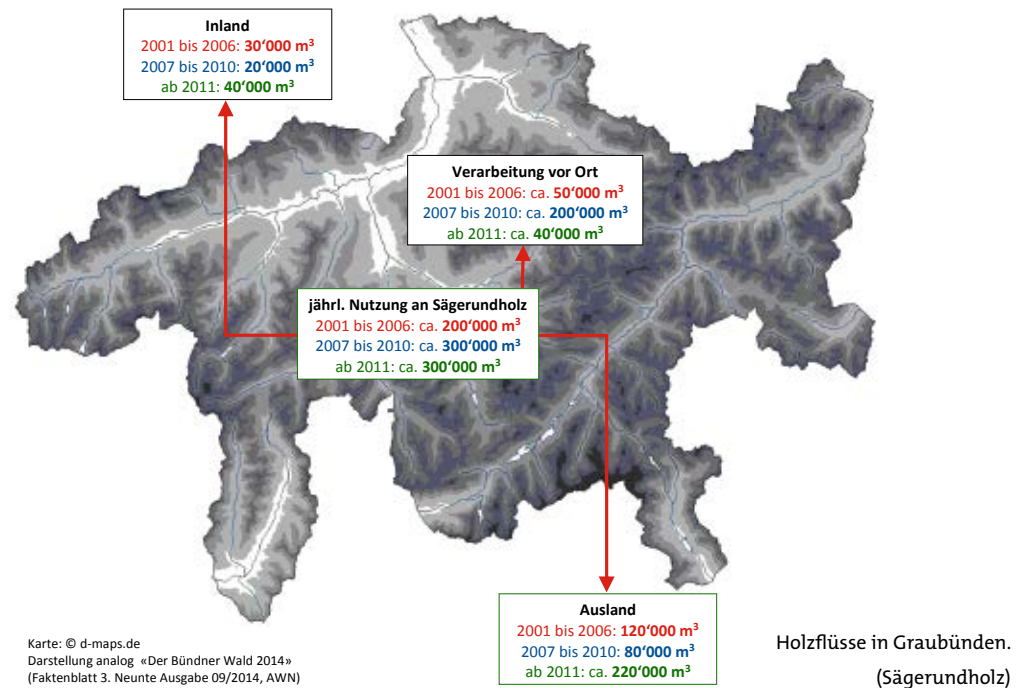 Inland
2001 bis 2006: 30‘000 m³
2007 bis 2010: 20‘000 m³
ab 2011: 40‘000 m³
Verarbeitung vor Ort
2001 bis 2006: ca. 50‘000 m³
2007 bis 2010: ca. 200‘000 m³
ab 2011: ca. 40‘000 m³
jährl. Nutzung an Sägerundholz
2001 bis 2006: ca. 200‘000 m³
2007 bis 2010: ca. 300‘000 m³
ab 2011: ca. 300‘000 m³
Ausland
2001 bis 2006: 120‘000 m³
2007 bis 2010: 80‘000 m³
ab 2011: ca. 220‘000 m³
Karte: © d-maps.de
Darstellung analog «Der Bündner Wald 2014»
(Faktenblatt 3. Neunte Ausgabe 09/2014, AWN)
Holzflüsse in Graubünden.
(Sägerundholz)